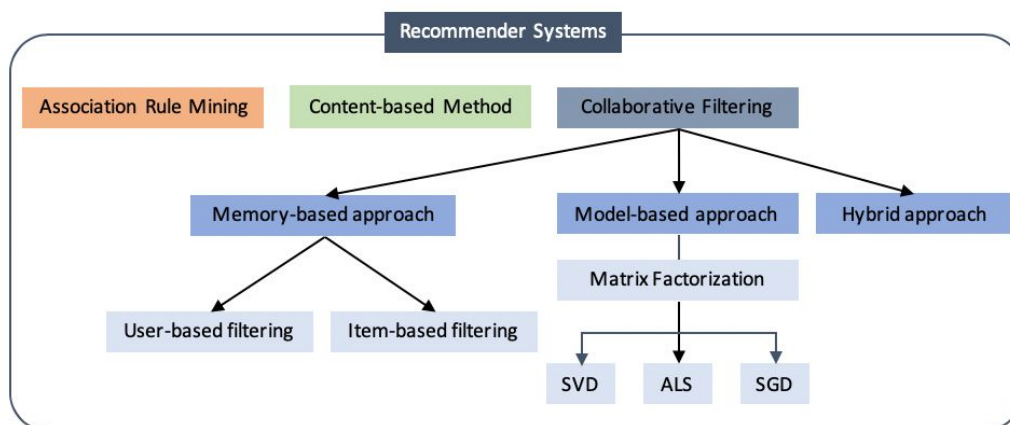 Recommender Systems
Association Rule Mining
Content-based Method
Collaborative Filtering
Memory-based approach
Model-based approach
Hybrid approach
Matrix Factorization
User-based filtering
Item-based filtering
SVD
ALS
SGD